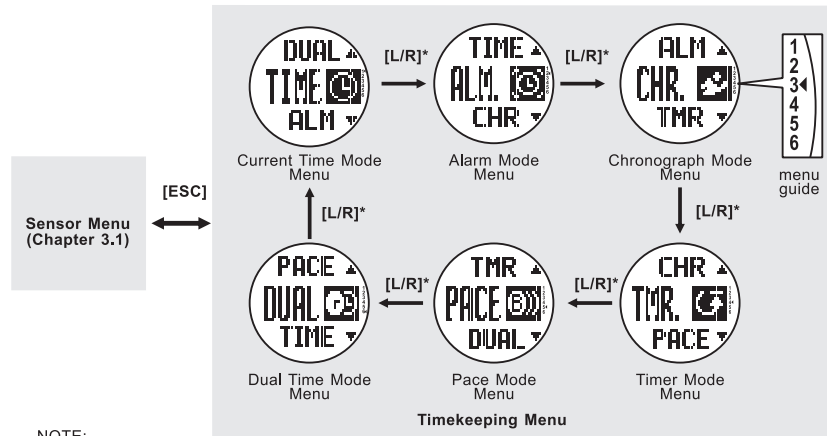 DUAL
TIME
ALM
Current Time Mode
Menu
[L/R]*
TIME
ALM.
CHR
Alarm Mode
Menu
[L/R]*
ALM
CHR.
TMR
Chronograph Mode
Menu
1
2
3
4
5
6
menu
guide
[L/R]*
[L/R]*
Sensor Menu
(Chapter 3.1)
[ESC]
PACE
DUAL
TIME
Dual Time Mode
Menu
[L/R]*
TMR
PACE
DUAL
Pace Mode
Menu
[L/R]*
CHR
TMR.
PACE
Timer Mode
Menu
Timekeeping Menu
NOTE: